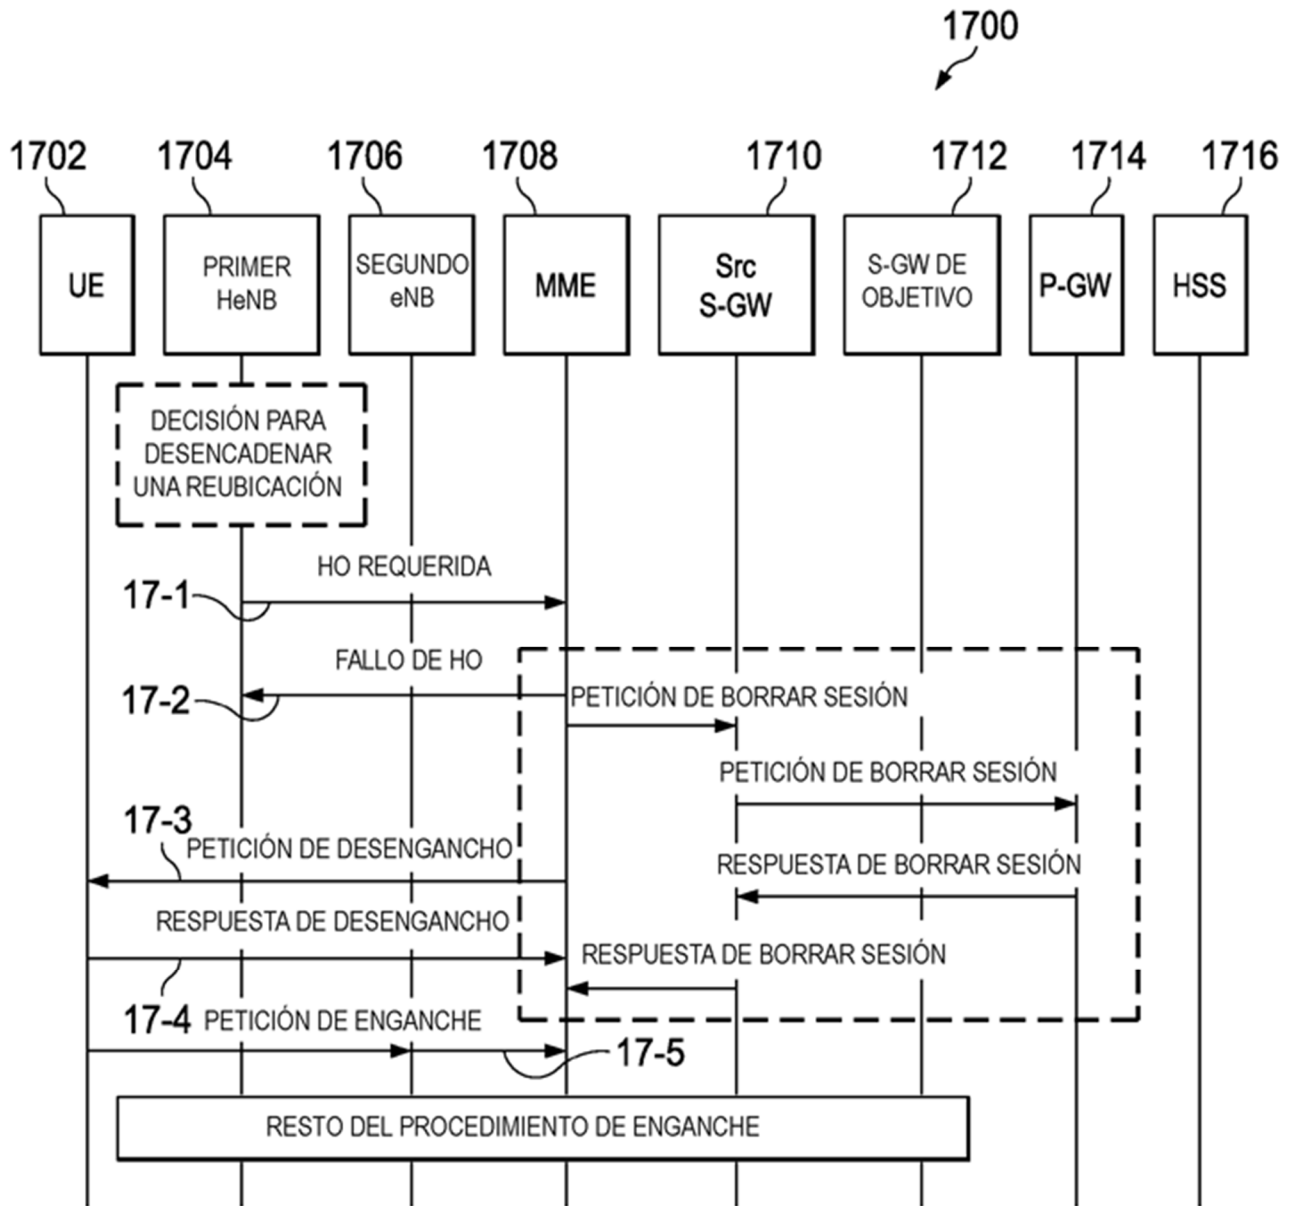 1700
1702
1704
1706
1708
1710
1712
1714
1716
UE
PRIMER
HeNB
SEGUNDO
eNB
MME
Src
S-GW
S-GW DE
OBJETIVO
P-GW
HSS
DECISIÓN PARA
DESENCADENAR
UNA REUBICACIÓN
HO REQUERIDA
17-1
FALLO DE HO
17-2
PETICIÓN DE BORRAR SESIÓN
PETICIÓN DE BORRAR SESIÓN
17-3
PETICIÓN DE DESENGANCHO
RESPUESTA DE BORRAR SESIÓN
RESPUESTA DE DESENGANCHO
RESPUESTA DE BORRAR SESIÓN
17-4
PETICIÓN DE ENGANCHE
17-5
RESTO DEL PROCEDIMIENTO DE ENGANCHE